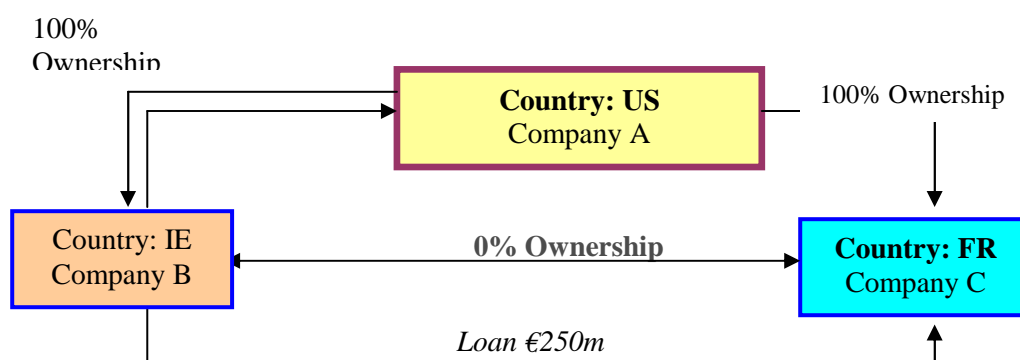 100%
Ownership
Country: US
Company A
100% Ownership
Country: IE
Company B
0% Ownership
Country: FR
Company C
Loan €250m